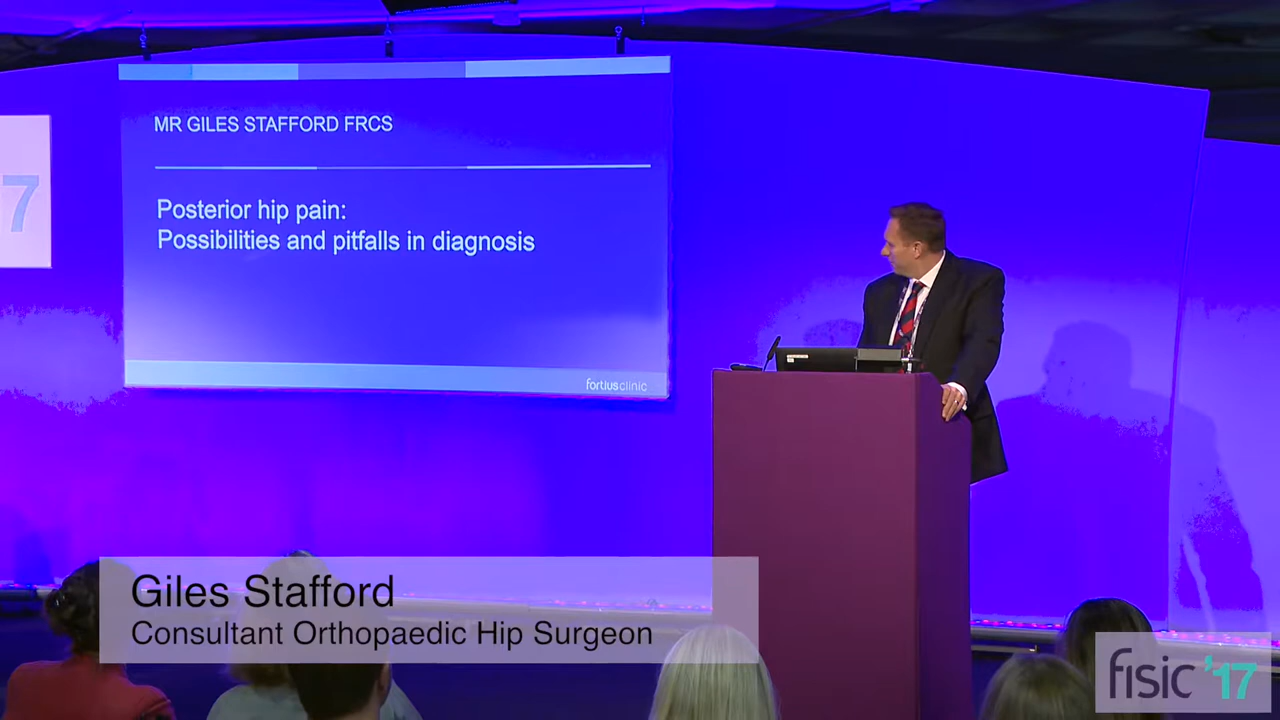 7
MR GILES STAFFORD FRCS
Posterior hip pain:
Possibilities and pitfalls in diagnosis
fortiusclinic
Giles Stafford
Consultant Orthopaedic Hip Surgeon
fisic '17